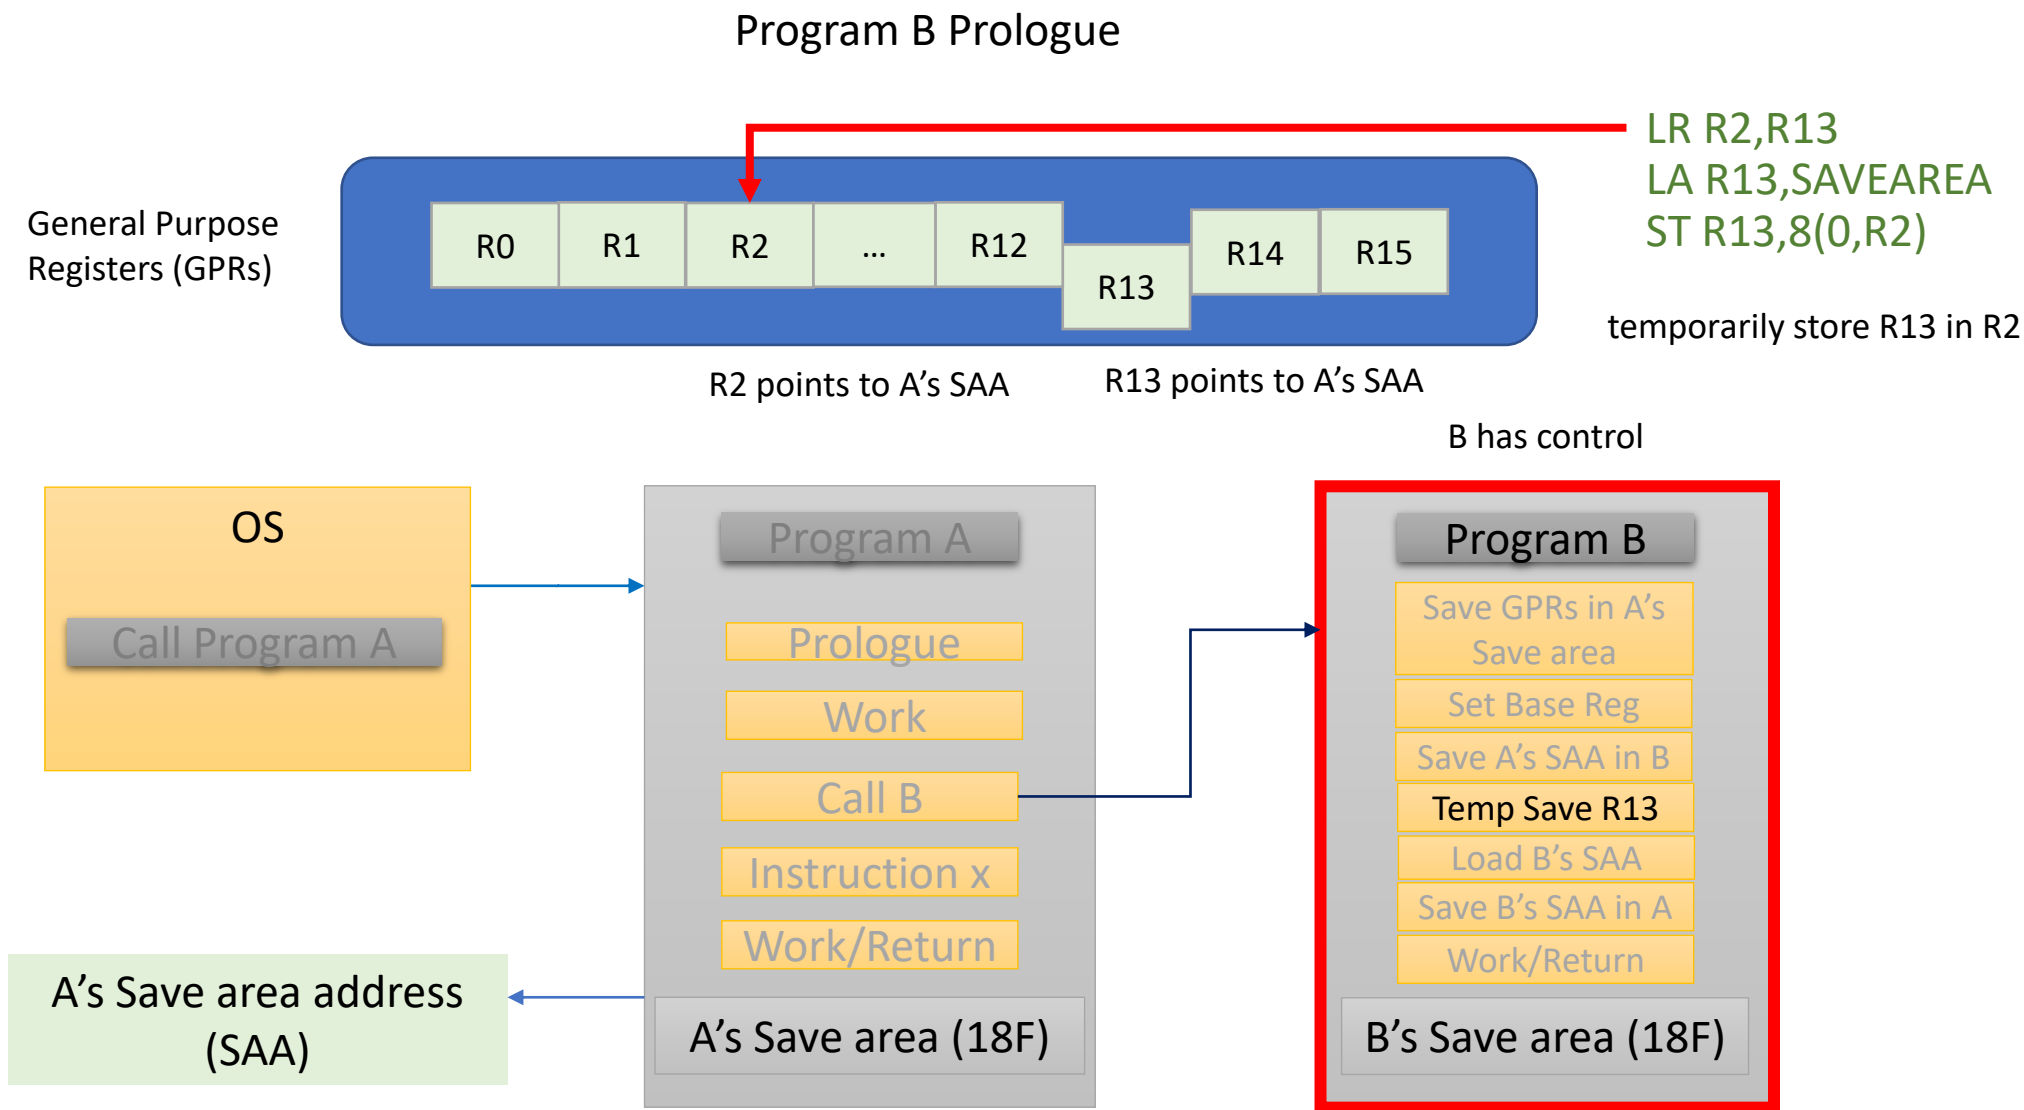 Program B Prologue
LR R2,R13
LA R13,SAVEAREA
ST R13,8(0,R2)
General Purpose
Registers (GPRs)
R0
R1
R2
...
R12
R13
R14
R15
temporarily store R13 in R2
R2 points to A’s SAA
R13 points to A’s SAA
B has control
OS
Call Program A
Program A
Prologue
Work
Call B
Instruction x
Work/Return
A’s Save area (18F)
A’s Save area address
(SAA)
Program B
Save GPRs in A’s
Save area
Set Base Reg
Save A’s SAA in B
Temp Save R13
Load B’s SAA
Save B’s SAA in A
Work/Return
B’s Save area (18F)